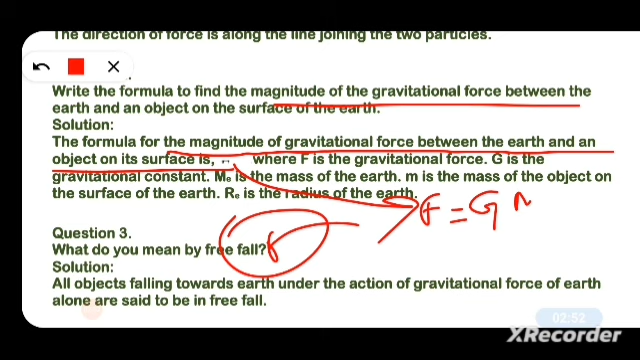 The direction of force is along the line joining the two particles.
Write the formula to find the magnitude of the gravitational force between the
earth and an object on the surface of the earth.
Solution:
The formula for the magnitude of gravitational force between the earth and an
object on its surface is, where F is the gravitational force. G is the
gravitational constant. Me is the mass of the earth. m is the mass of the object on
the surface of the earth. Re is the radius of the earth.
F = G
Question 3.
What do you mean by free fall?
Solution:
All objects falling towards earth under the action of gravitational force of earth
alone are said to be in free fall.
02:52
XRecorder